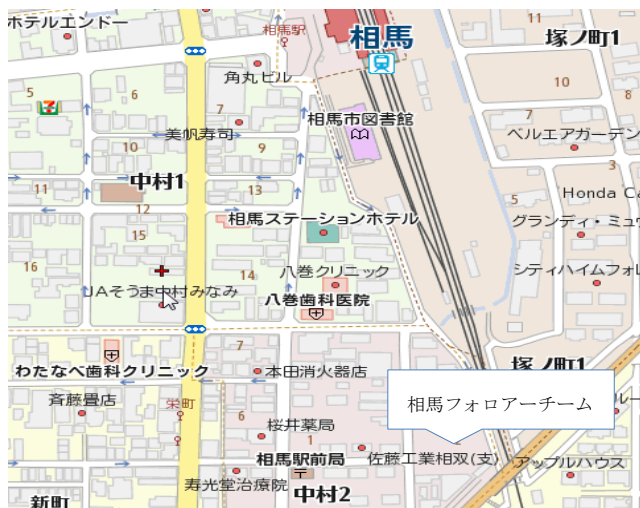 ホテルエンドー
相馬駅
相馬
塚ノ町1
11
角丸ビル
10
5
6
7
8
美帆寿司
相馬市図書館
7
ベルエアガーデン
10
9
3
中村1
11
13
5
Honda Ca
12
相馬ステーションホテル
グランディ・ミュ
15
16
14
八巻クリニック
シティハイムフォレ
JAそうま中村みなみ
八巻歯科医院
7
塚ノ町1
わたなべ歯科クリニック
本田消火器店
斉藤畳店
栄町
相馬フォロアーチーム
6
桜井薬局
1
相馬駅前局
佐藤工業相双(支)
アップルハウス
寿光堂治療院
中村2
新町